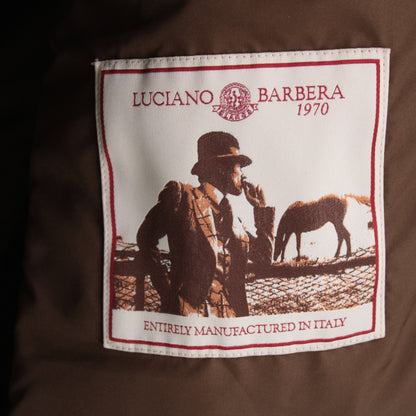 LUCIANO BARBERA
1970
ENTIRELY MANUFACTURED IN ITALY